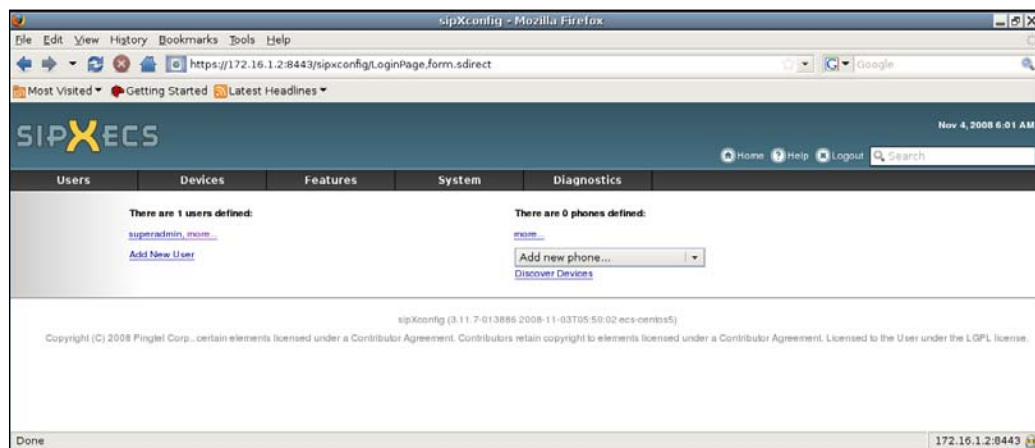 sipXconfig - Mozilla Firefox
File Edit View History Bookmarks Tools Help
https://172.16.1.2:8443/sipxconfig/LoginPage,form.sdirect
Google
Most Visited Getting Started Latest Headlines
SIPXECS
Nov 4, 2008 6:01 AM
Home Help Logout Search
Users Devices Features System Diagnostics
There are 1 users defined:
superadmin, more...
Add New User
There are 0 phones defined:
more...
Add new phone...
Discover Devices
sipXconfig (3.11.7-013886 2008-11-03T05:50:02 ecs-centos5)
Copyright (C) 2008 Pingtel Corp., certain elements licensed under a Contributor Agreement. Contributors retain copyright to elements licensed under a Contributor Agreement. Licensed to the User under the LGPL license.
Done
172.16.1.2:8443